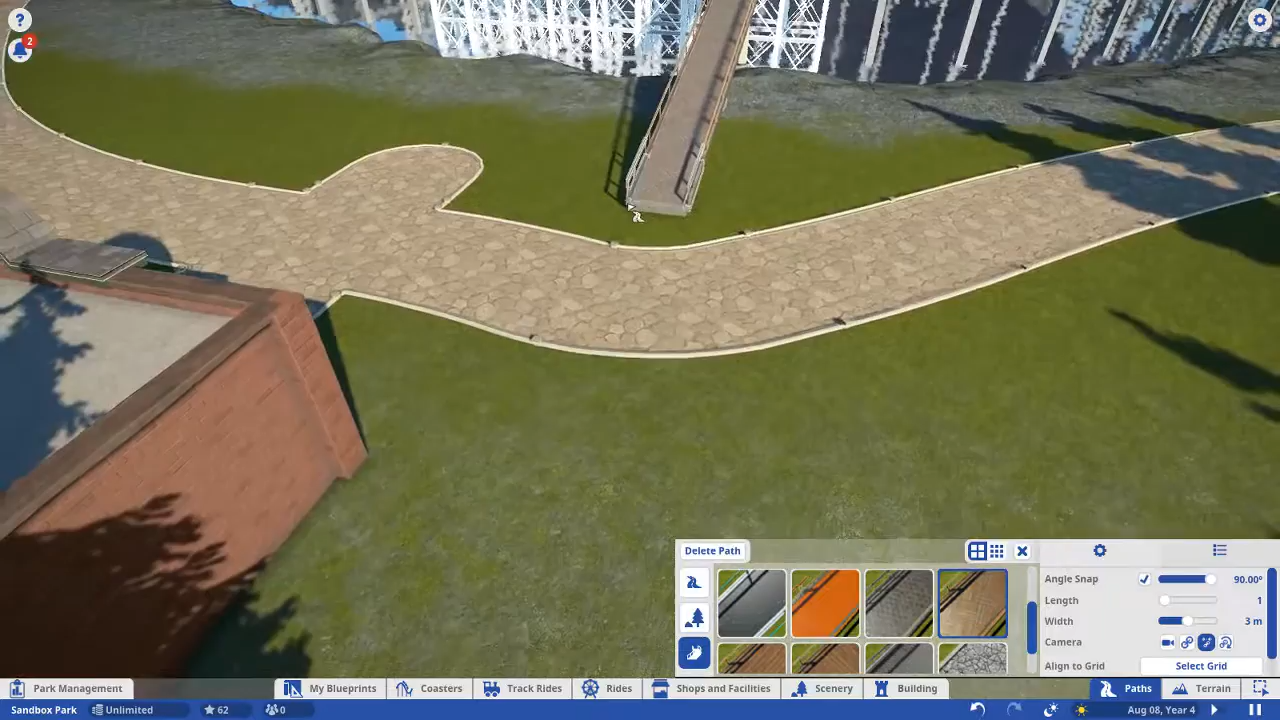 ?
2
Delete Path
Angle Snap 90.00°
Length 1
Width 3 m
Camera
Align to Grid Select Grid
Park Management My Blueprints Coasters Track Rides Rides Shops and Facilities Scenery Building Paths Terrain
Sandbox Park Unlimited 62 0 Aug 08, Year 4